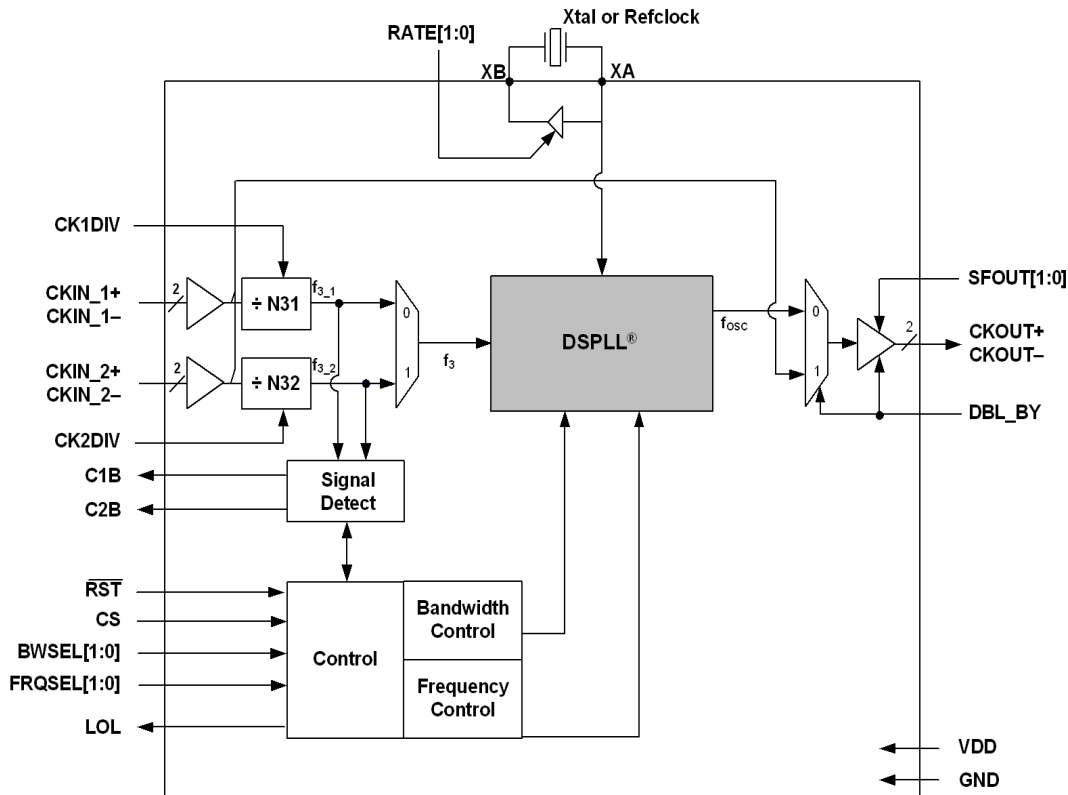 Xtal or Refclock
RATE[1:0]
XB
XA
CK1DIV
CKIN_1+
CKIN_1–
2
÷ N31
f3_1
0
CKIN_2+
CKIN_2–
2
÷ N32
f3_2
1
f3
DSPLL®
fOSC
0
1
SFOUT[1:0]
2
CKOUT+
CKOUT–
DBL_BY
CK2DIV
C1B
C2B
Signal
Detect
RST
CS
BWSEL[1:0]
FRQSEL[1:0]
LOL
Control
Bandwidth
Control
Frequency
Control
VDD
GND